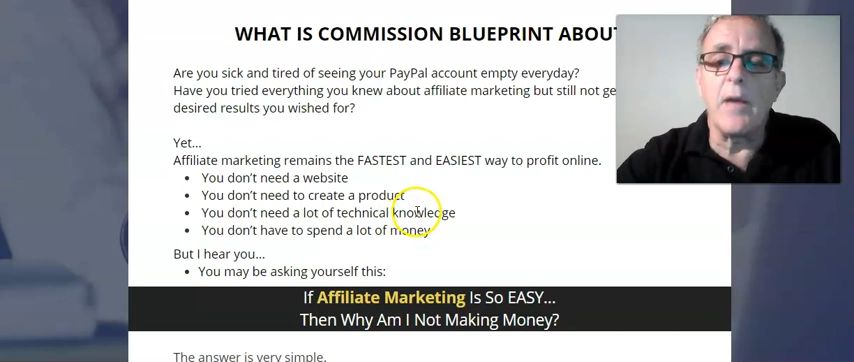 WHAT IS COMMISSION BLUEPRINT ABOUT
Are you sick and tired of seeing your PayPal account empty everyday?
Have you tried everything you knew about affiliate marketing but still not ge
desired results you wished for?
Yet...
Affiliate marketing remains the FASTEST and EASIEST way to profit online.
• You don't need a website
• You don't need to create a product
• You don't need a lot of technical knowledge
• You don't have to spend a lot of money
But I hear you...
• You may be asking yourself this:
If Affiliate Marketing Is So EASY...
Then Why Am I Not Making Money?
The answer is very simple.